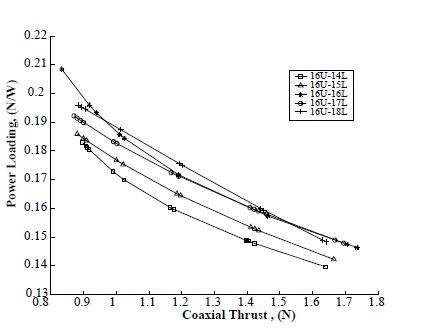 0.22
0.21
0.2
0.19
0.18
0.17
0.16
0.15
0.14
0.13
Power Loading, (N/W)
16U-14L
16U-15L
16U-16L
16U-17L
16U-18L
0.8 0.9 1 1.1 1.2 1.3 1.4 1.5 1.6 1.7 1.8
Coaxial Thrust , (N)